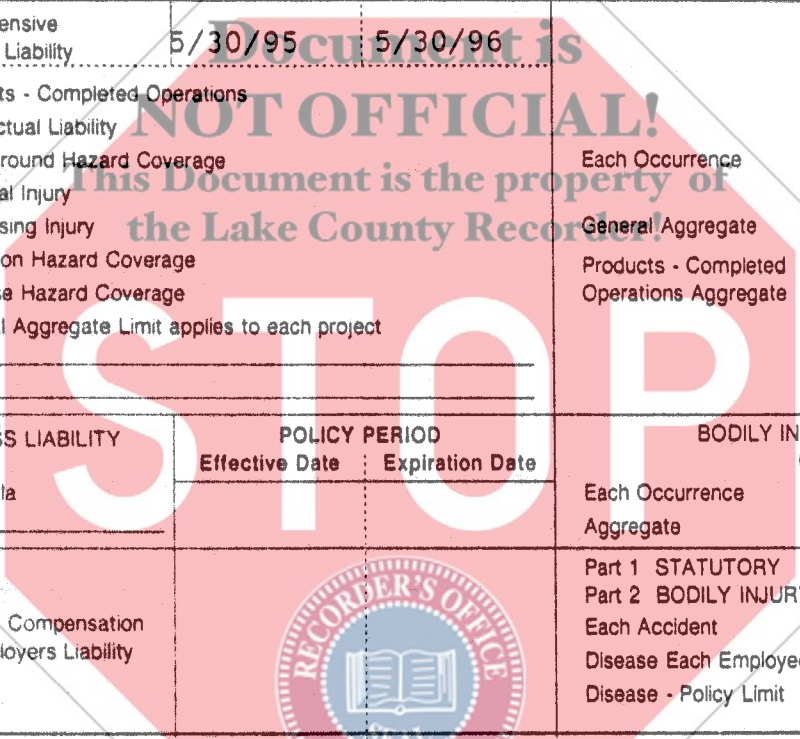 ensive
Liability 5/30/95 5/30/96
Document is
ts - Completed Operations
NOT OFFICIAL!
ctual Liability
round Hazard Coverage Each Occurrence
This Document is the property of
al Injury
sing Injury General Aggregate
the Lake County Recorder!
on Hazard Coverage Products - Completed
e Hazard Coverage Operations Aggregate
l Aggregate Limit applies to each project
STOP
S LIABILITY POLICY PERIOD BODILY IN
Effective Date Expiration Date
la Each Occurrence
Aggregate
Part 1 STATUTORY
Part 2 BODILY INJURY
Compensation Each Accident
loyers Liability Disease Each Employee
Disease - Policy Limit
RECORDER'S OFFICE